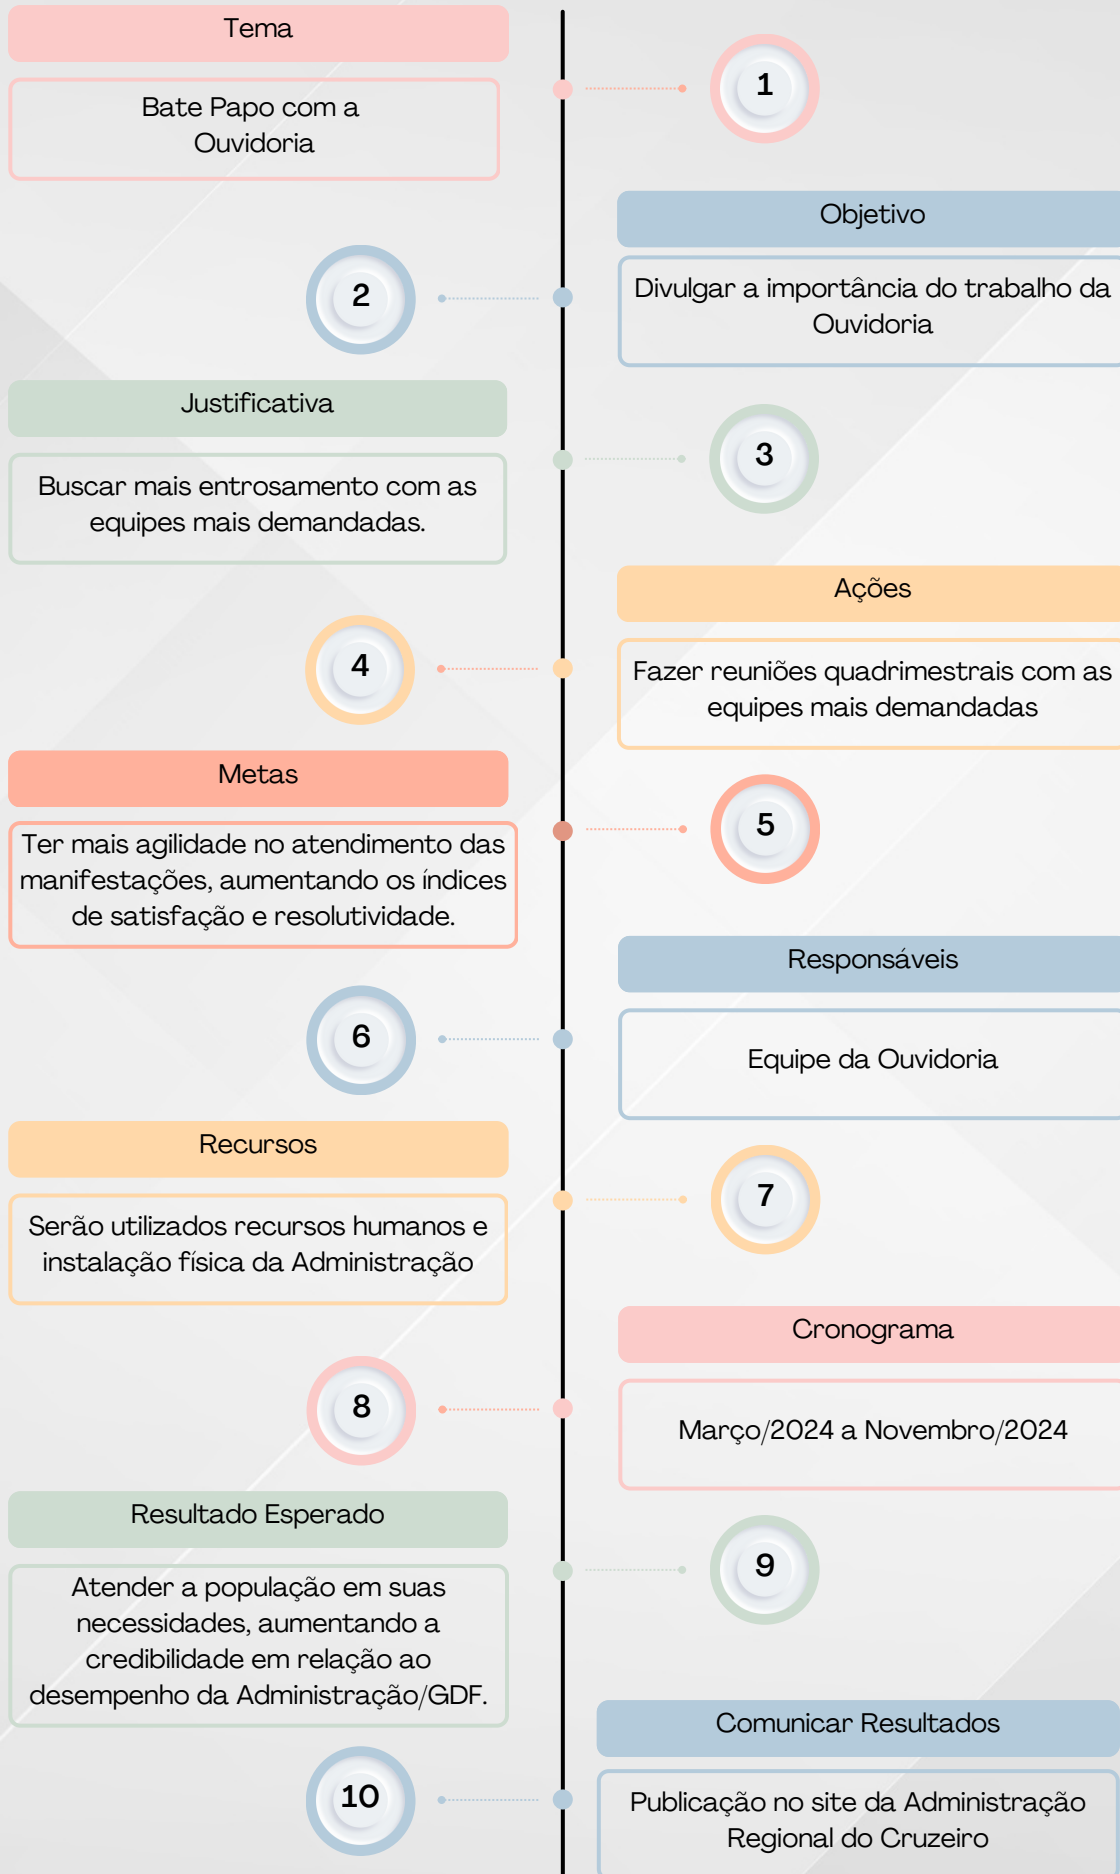 Tema
1
Bate Papo com a
Ouvidoria
Objetivo
2
Divulgar a importância do trabalho da
Ouvidoria
Justificativa
3
Buscar mais entrosamento com as
equipes mais demandadas.
Ações
4
Fazer reuniões quadrimestrais com as
equipes mais demandadas
Metas
5
Ter mais agilidade no atendimento das
manifestações, aumentando os índices
de satisfação e resolutividade.
Responsáveis
6
Equipe da Ouvidoria
Recursos
7
Serão utilizados recursos humanos e
instalação física da Administração
Cronograma
8
Março/2024 a Novembro/2024
Resultado Esperado
9
Atender a população em suas
necessidades, aumentando a
credibilidade em relação ao
desempenho da Administração/GDF.
Comunicar Resultados
10
Publicação no site da Administração
Regional do Cruzeiro